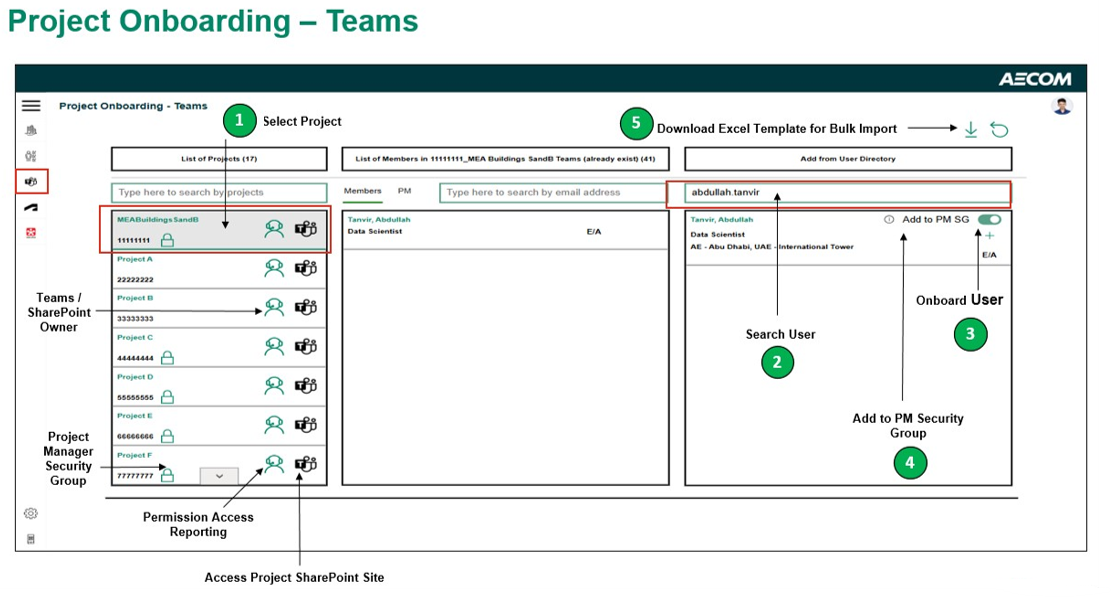 Project Onboarding – Teams
AECOM
Project Onboarding - Teams
1
Select Project
5
Download Excel Template for Bulk Import
List of Projects (17)
List of Members in 11111111_MEA Buildings SandB Teams (already exist) (41)
Add from User Directory
Type here to search by projects
Members
PM
Type here to search by email address
abdullah.tanvir
MEABuildingsSandB
11111111
Project A
22222222
Project B
33333333
Project C
44444444
Project D
55555555
Project E
66666666
Project F
77777777
Tanvir, Abdullah
Data Scientist
E/A
Tanvir, Abdullah
Add to PM SG
Data Scientist
AE - Abu Dhabi, UAE - International Tower
E/A
Teams /
SharePoint
Owner
Project
Manager
Security
Group
Search User
2
Onboard User
3
Add to PM Security
Group
4
Permission Access
Reporting
Access Project SharePoint Site